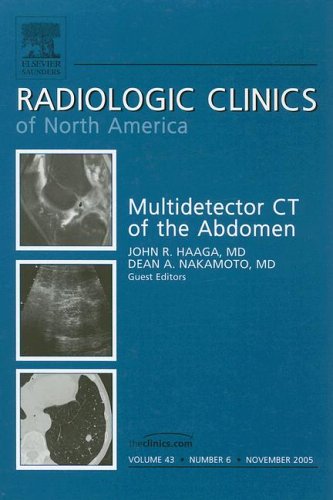 ELSEVIER
SAUNDERS
RADIOLOGIC CLINICS
of North America
Multidetector CT
of the Abdomen
JOHN R. HAAGA, MD
DEAN A. NAKAMOTO, MD
Guest Editors
theclinics.com
VOLUME 43 • NUMBER 6 • NOVEMBER 2005